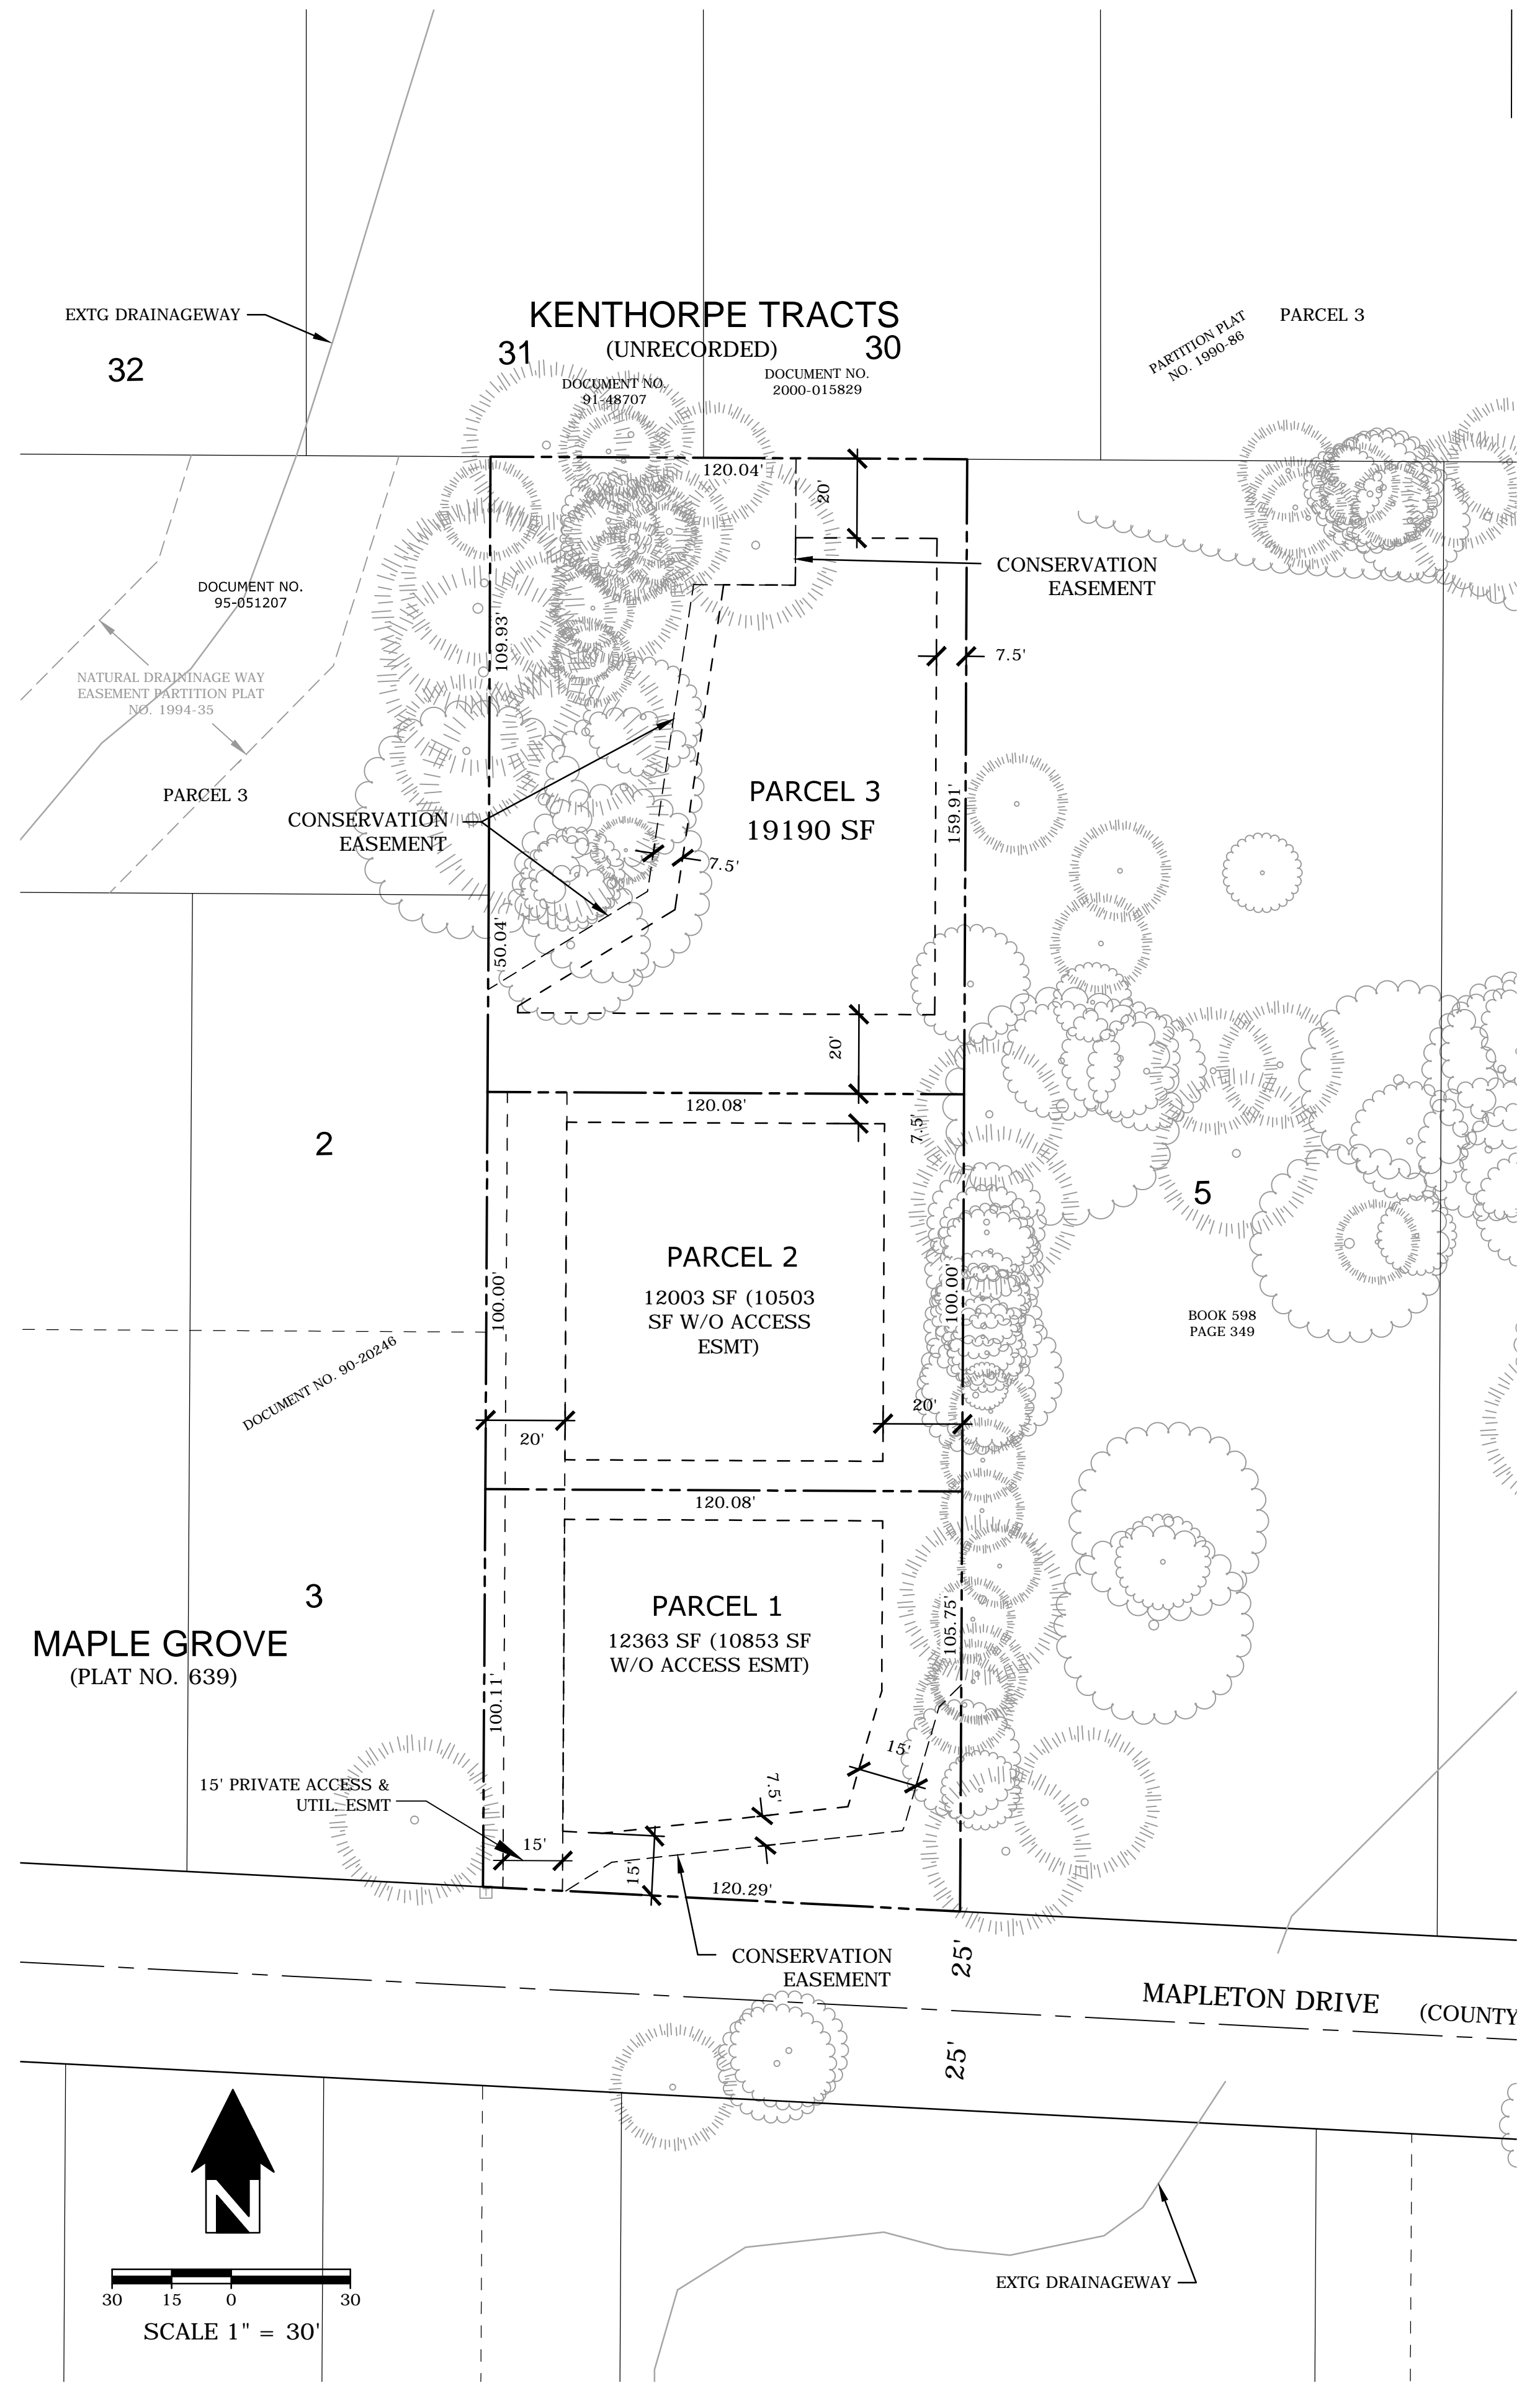 KENTHORPE TRACTS
(UNRECORDED)
EXTG DRAINAGEWAY
32
31
30
DOCUMENT NO.
91-48707
DOCUMENT NO.
2000-015829
PARTITION PLAT
NO. 1990-86
PARCEL 3
120.04'
20'
CONSERVATION
EASEMENT
DOCUMENT NO.
95-051207
109.93'
7.5'
NATURAL DRAININAGE WAY
EASEMENT PARTITION PLAT
NO. 1994-35
PARCEL 3
CONSERVATION
EASEMENT
PARCEL 3
19190 SF
159.91'
7.5'
50.04'
20'
120.08'
7.5'
2
5
PARCEL 2
12003 SF (10503
SF W/O ACCESS
ESMT)
100.00'
100.00'
BOOK 598
PAGE 349
DOCUMENT NO. 90-20246
20'
20'
120.08'
3
MAPLE GROVE
(PLAT NO. 639)
PARCEL 1
12363 SF (10853 SF
W/O ACCESS ESMT)
105.75'
100.11'
15'
7.5'
15' PRIVATE ACCESS &
UTIL. ESMT
15'
15'
120.29'
CONSERVATION
EASEMENT
25'
MAPLETON DRIVE (COUNTY
25'
N
30 15 0 30
SCALE 1" = 30'
EXTG DRAINAGEWAY